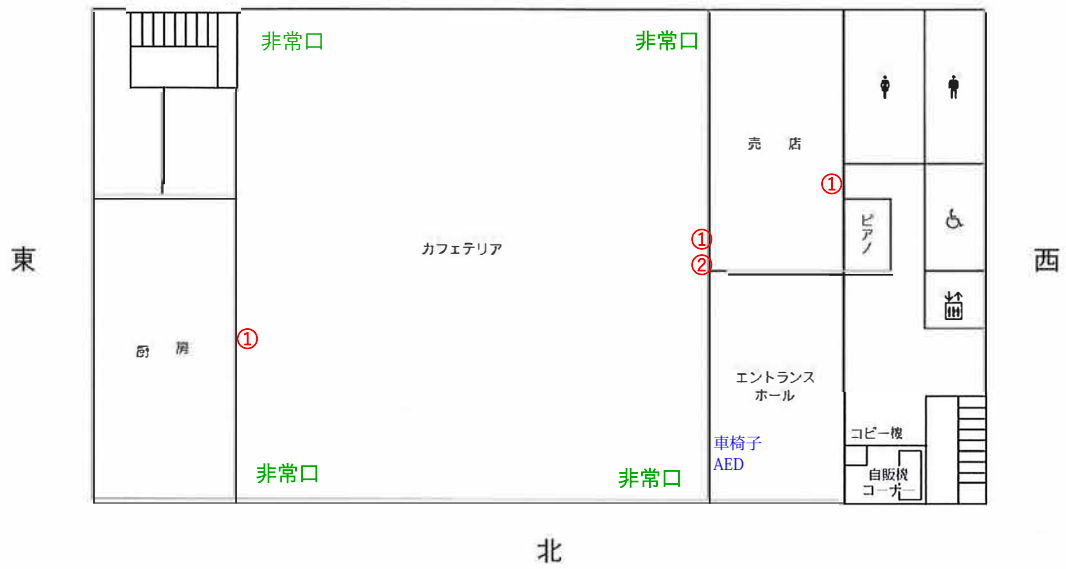 非常口
非常口
売 店
①
ピアノ
①
②
カフェテリア
東
西
①
厨 房
エントランス
ホール
車椅子
AED
コピー機
自販機
コーナー
非常口
非常口
北